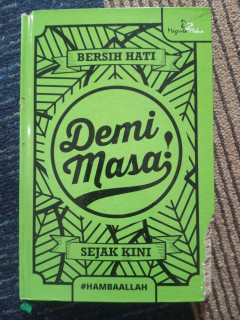 BERSIH HATI
Demi
Masa!
SEJAK KINI
#HAMBAALLAH